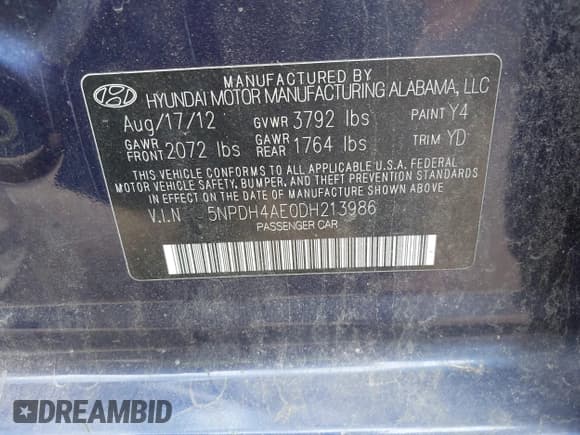 MANUFACTURED BY
HYUNDAI MOTOR MANUFACTURING ALABAMA, LLC
Aug/17/12 GVWR 3792 lbs PAINT Y4
GAWR FRONT 2072 lbs GAWR REAR 1764 lbs TRIM YD
THIS VEHICLE CONFORMS TO ALL APPLICABLE U.S.A. FEDERAL
MOTOR VEHICLE SAFETY, BUMPER, AND THEFT PREVENTION STANDARDS
IN EFFECT ON THE DATE OF MANUFACTURE SHOWN ABOVE.
V.I.N 5NPDH4AE0DH213986
PASSENGER CAR
DREAMBID